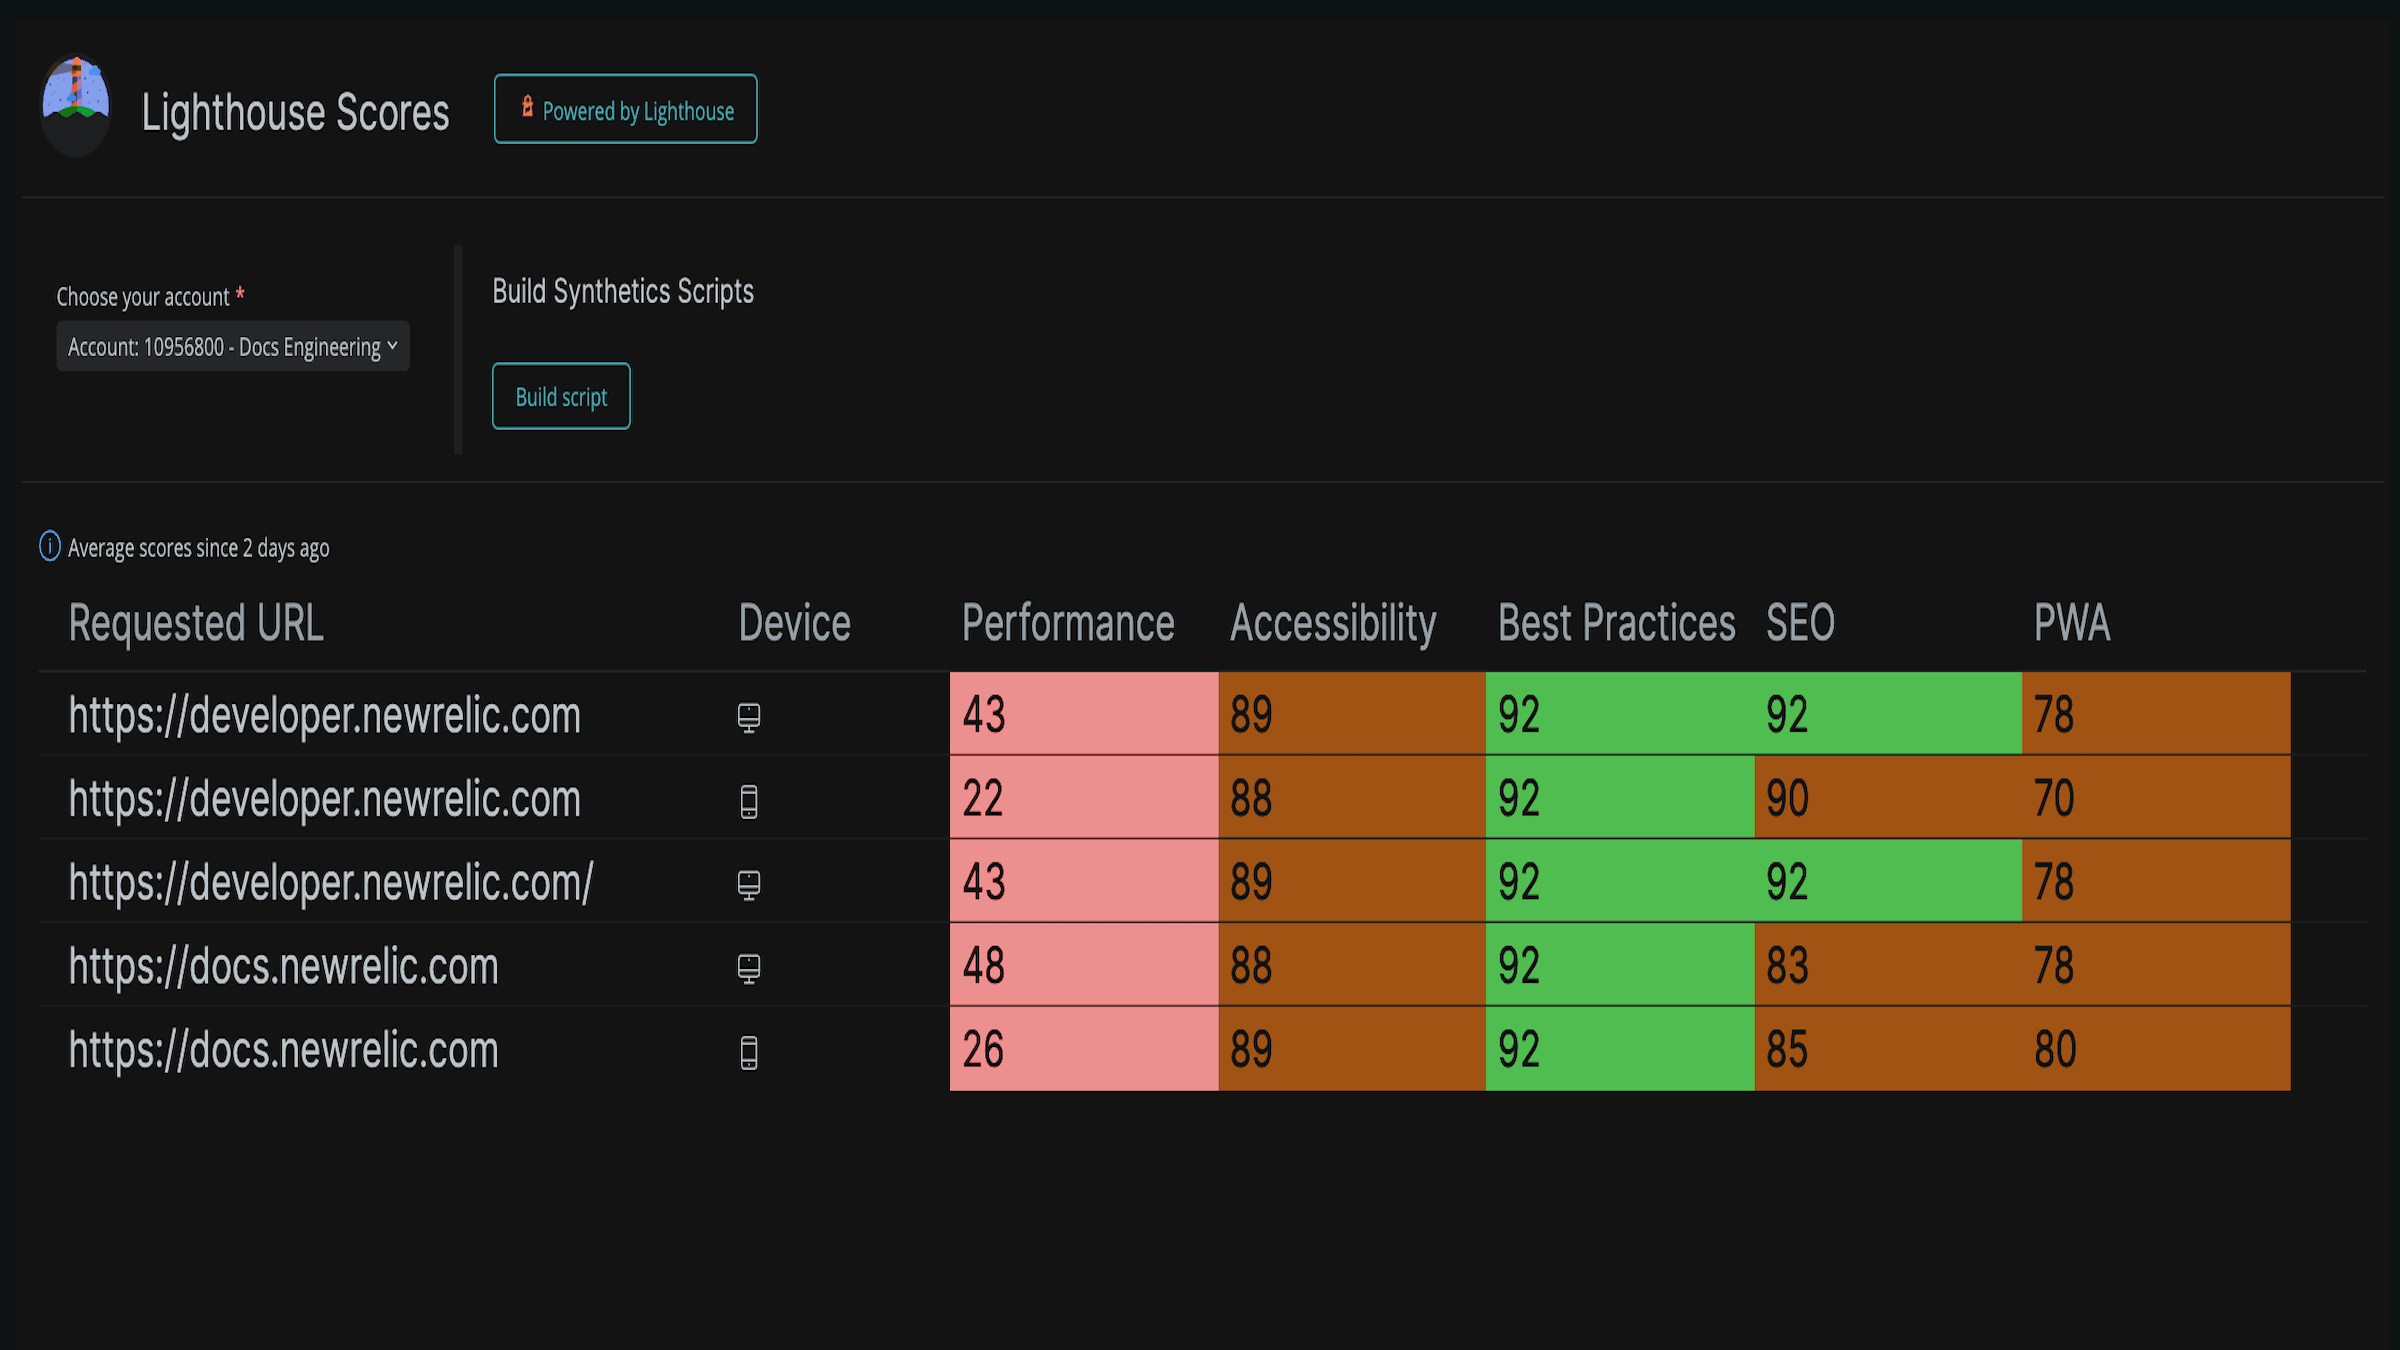 Lighthouse Scores
Powered by Lighthouse
Choose your account *
Account: 10956800 - Docs Engineering
Build Synthetics Scripts
Build script
Average scores since 2 days ago
Requested URL Device Performance Accessibility Best Practices SEO PWA
https://developer.newrelic.com 43 89 92 92 78
https://developer.newrelic.com 22 88 92 90 70
https://developer.newrelic.com/ 43 89 92 92 78
https://docs.newrelic.com 48 88 92 83 78
https://docs.newrelic.com 26 89 92 85 80